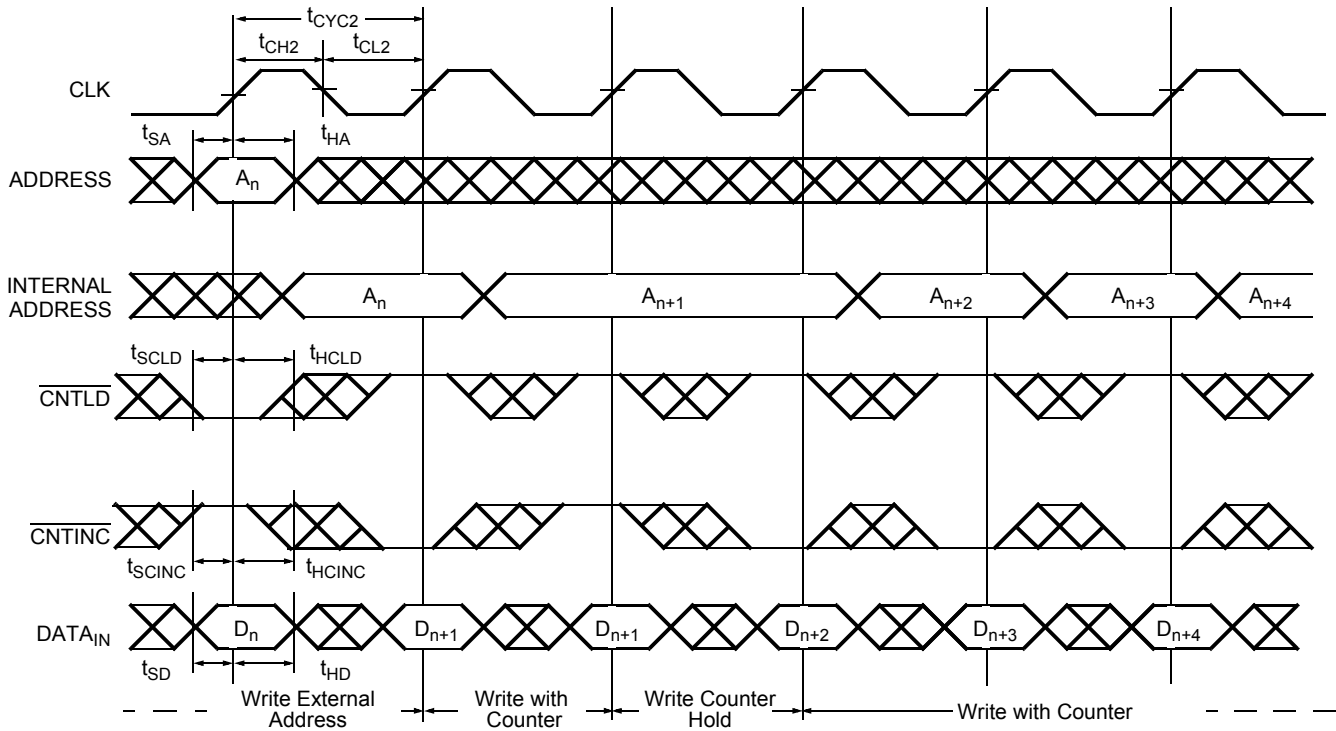 tCYC2
tCH2 tCL2
CLK
tSA tHA
ADDRESS An
INTERNAL
ADDRESS
An An+1 An+2 An+3 An+4
tSCLD tHCLD
CNTLD
CNTINC
tSCINC tHCINC
DATAIN Dn Dn+1 Dn+1 Dn+2 Dn+3 Dn+4
tSD tHD
Write External
Address
Write with
Counter
Write Counter
Hold
Write with Counter